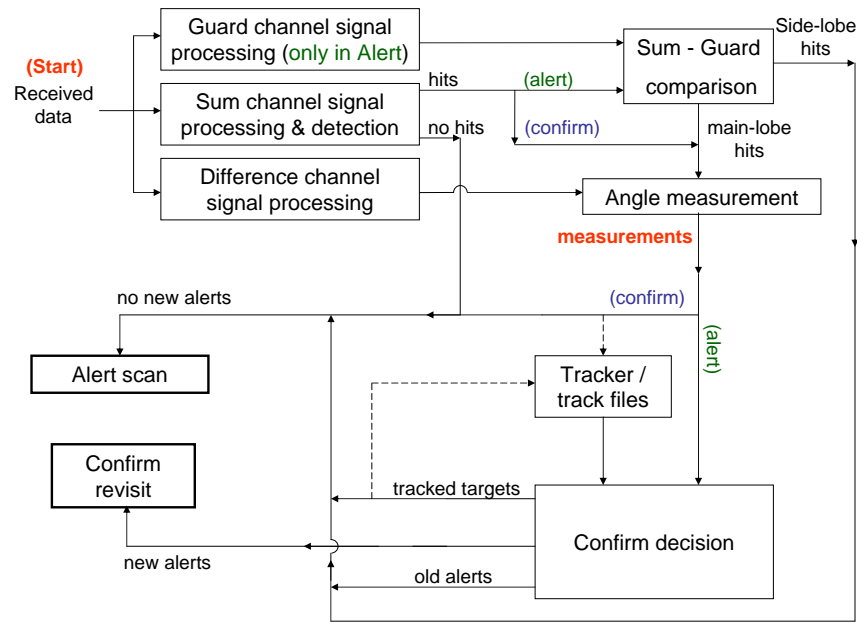 Guard channel signal
processing (only in Alert)
Side-lobe
hits
Sum - Guard
comparison
(Start)
Received
data
hits
(alert)
Sum channel signal
processing & detection
no hits
(confirm)
main-lobe
hits
Difference channel
signal processing
Angle measurement
measurements
no new alerts
(confirm)
(alert)
Alert scan
Tracker /
track files
Confirm
revisit
tracked targets
Confirm decision
new alerts
old alerts